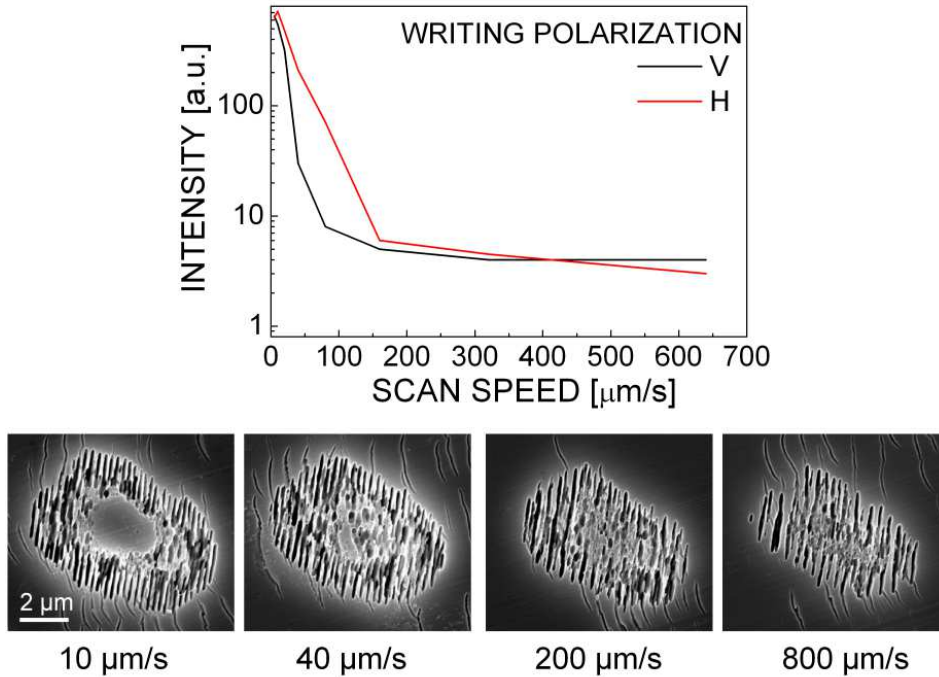 WRITING POLARIZATION
V
H
INTENSITY [a.u.]
100
10
1
0 100 200 300 400 500 600 700
SCAN SPEED [μm/s]
2 μm
10 μm/s 40 μm/s 200 μm/s 800 μm/s